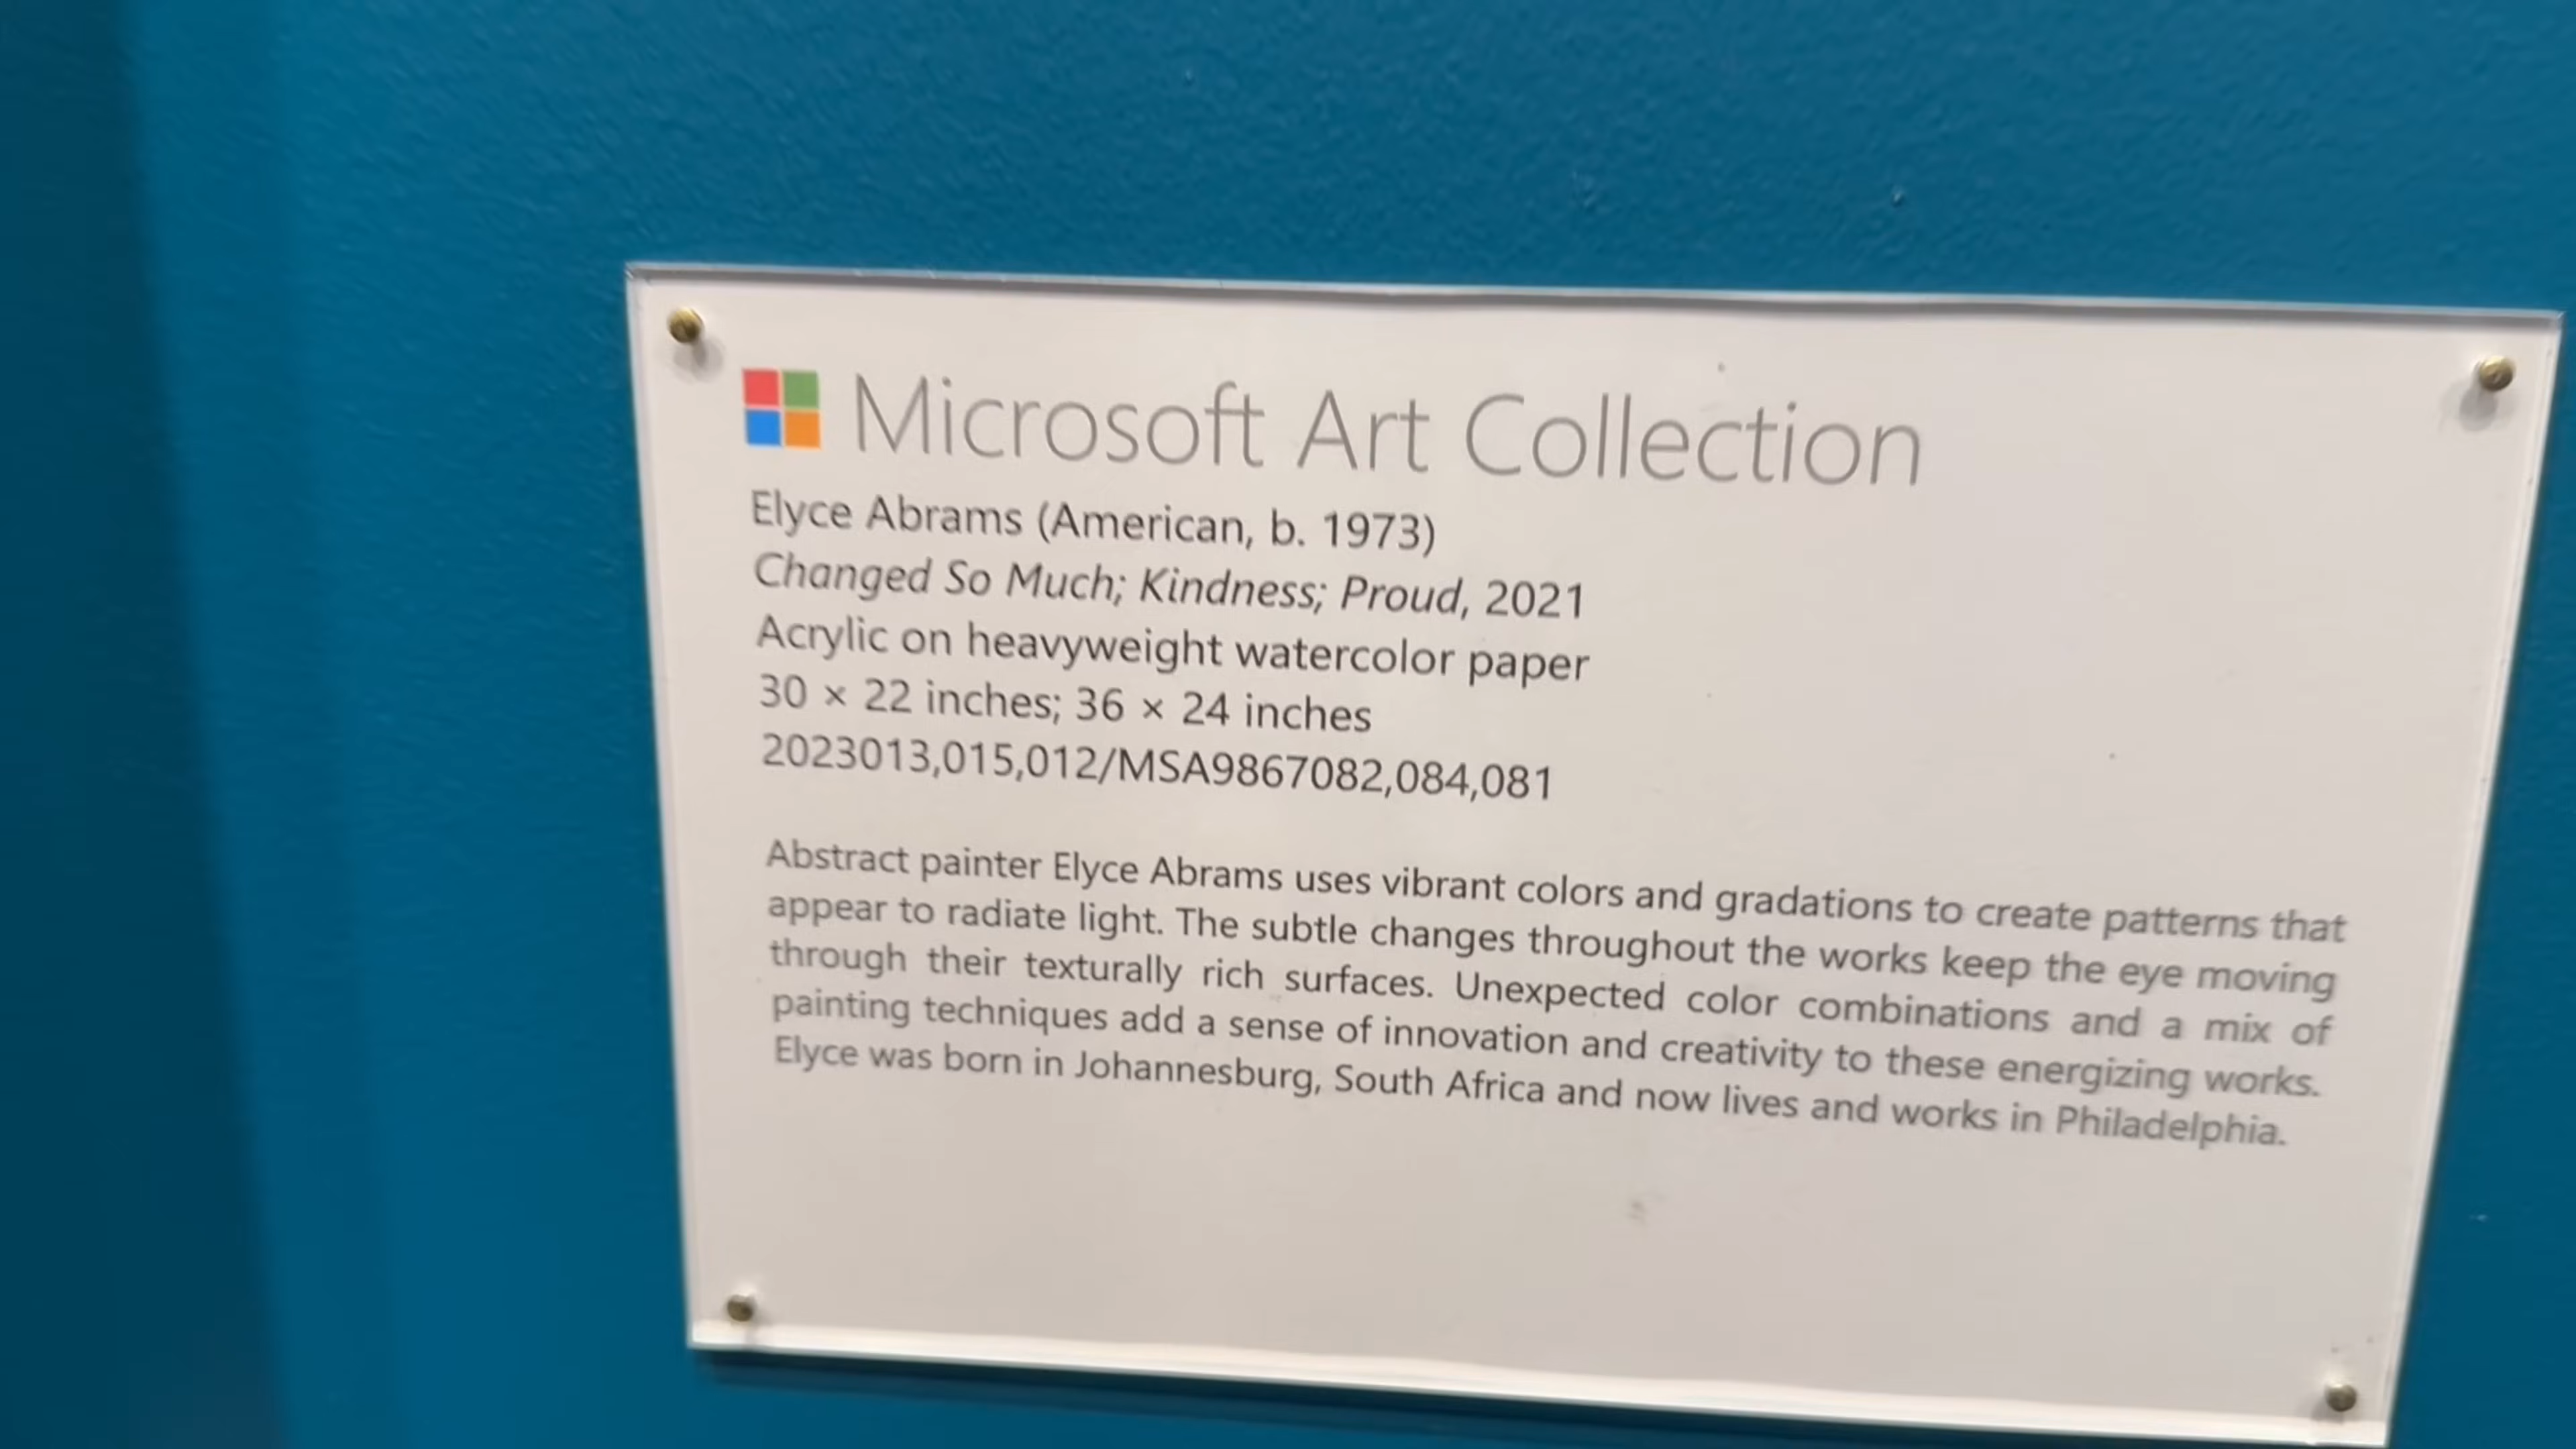 Microsoft Art Collection
Elyce Abrams (American, b. 1973)
Changed So Much; Kindness; Proud, 2021
Acrylic on heavyweight watercolor paper
30 × 22 inches; 36 × 24 inches
2023013,015,012/MSA9867082,084,081
Abstract painter Elyce Abrams uses vibrant colors and gradations to create patterns that
appear to radiate light. The subtle changes throughout the works keep the eye moving
through their texturally rich surfaces. Unexpected color combinations and a mix of
painting techniques add a sense of innovation and creativity to these energizing works.
Elyce was born in Johannesburg, South Africa and now lives and works in Philadelphia.